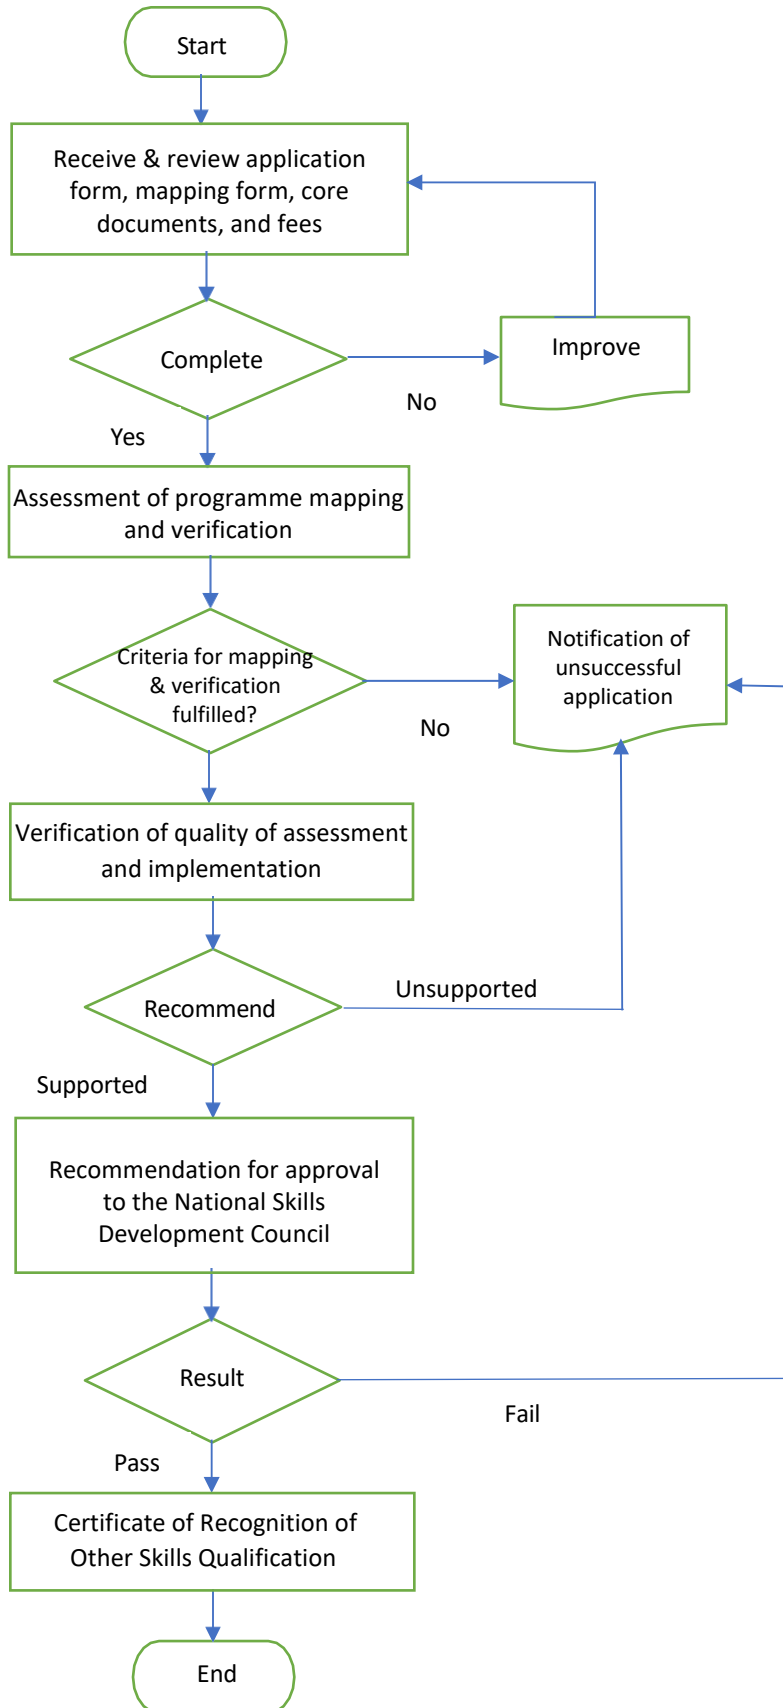 Start
Receive & review application
form, mapping form, core
documents, and fees
Complete
Improve
No
Yes
Assessment of programme mapping
and verification
Criteria for mapping
& verification
fulfilled?
Notification of
unsuccessful
application
No
Verification of quality of assessment
and implementation
Recommend
Unsupported
Supported
Recommendation for approval
to the National Skills
Development Council
Result
Fail
Pass
Certificate of Recognition of
Other Skills Qualification
End